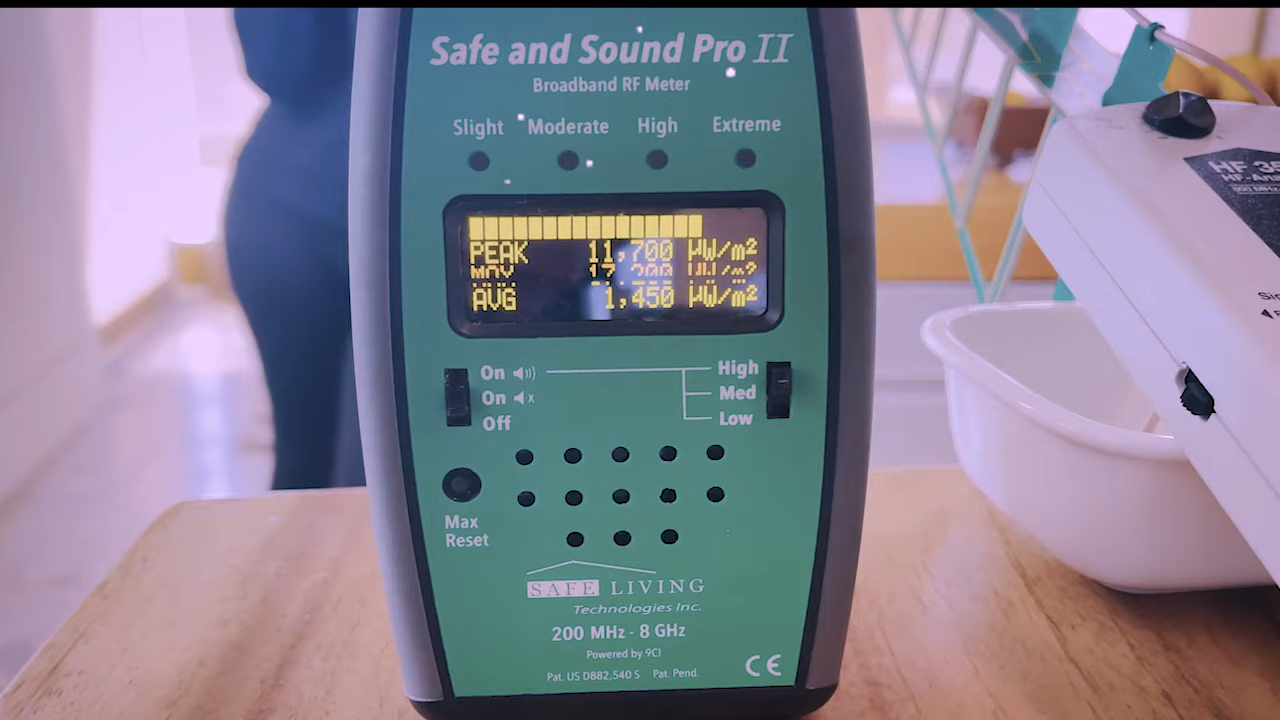 Safe and Sound Pro II
Broadband RF Meter
Slight Moderate High Extreme
PEAK 11,700 µW/m²
AVG 1,450 µW/m²
On High
On Med
Off Low
Max
Reset
SAFE LIVING
Technologies Inc.
200 MHz - 8 GHz
Powered by 9CI
Pat. US D882,540 S Pat. Pend.
CE
HF